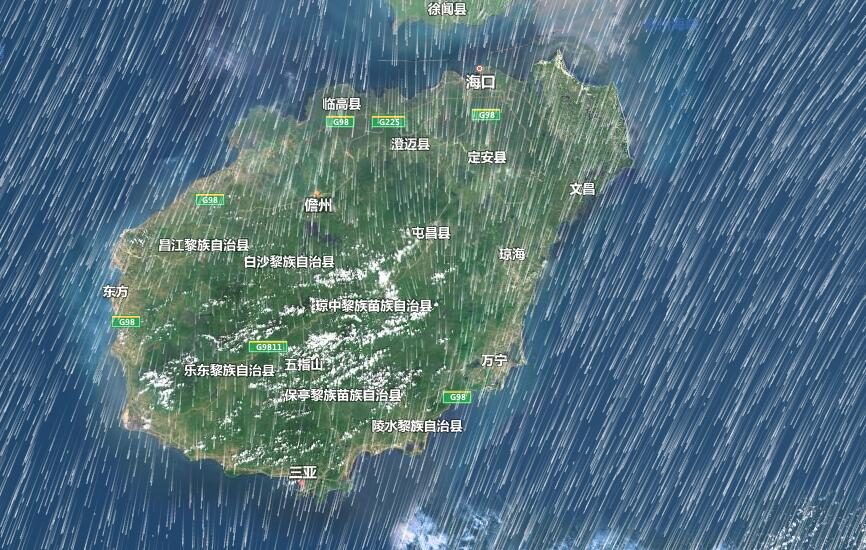 徐闻县
海口
临高县
G98
G225
G98
澄迈县
定安县
文昌
G98
儋州
屯昌县
昌江黎族自治县
琼海
白沙黎族自治县
东方
琼中黎族苗族自治县
G98
G9811
五指山
万宁
乐东黎族自治县
保亭黎族苗族自治县
G98
陵水黎族自治县
三亚